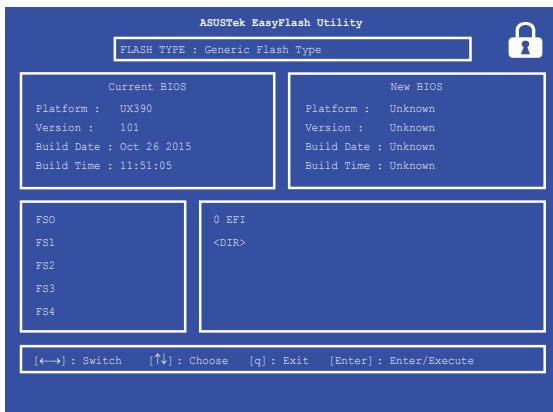 ASUSTek EasyFlash Utility
FLASH TYPE : Generic Flash Type
Current BIOS
Platform : UX390
Version : 101
Build Date : Oct 26 2015
Build Time : 11:51:05
New BIOS
Platform : Unknown
Version : Unknown
Build Date : Unknown
Build Time : Unknown
FSO
FS1
FS2
FS3
FS4
0 EFI
<DIR>
[←→] : Switch [↑↓] : Choose [q] : Exit [Enter] : Enter/Execute